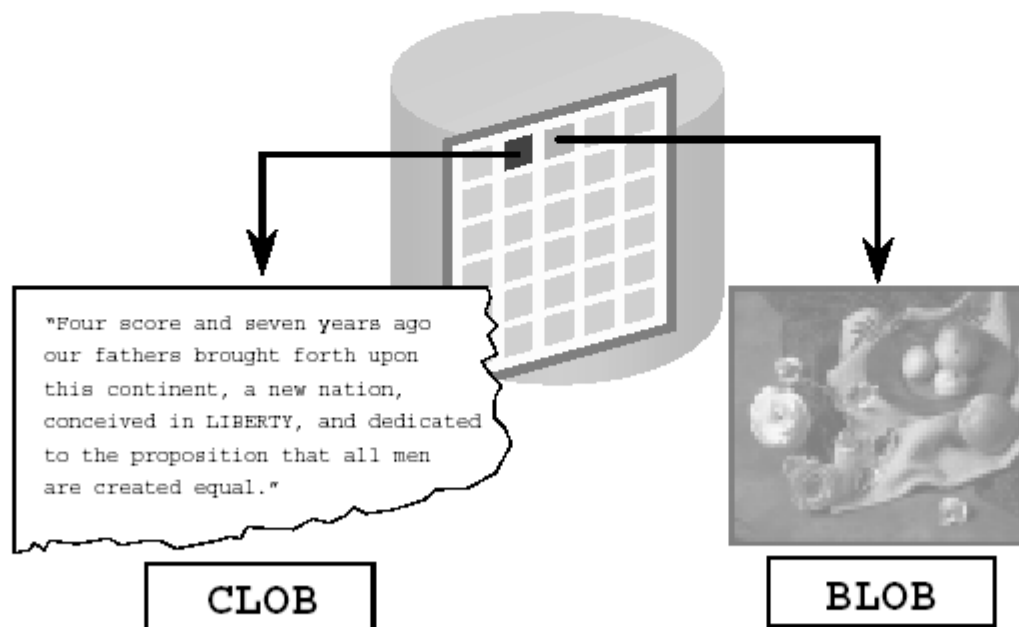 "Four score and seven years ago
our fathers brought forth upon
this continent, a new nation,
conceived in LIBERTY, and dedicated
to the proposition that all men
are created equal."
CLOB
BLOB